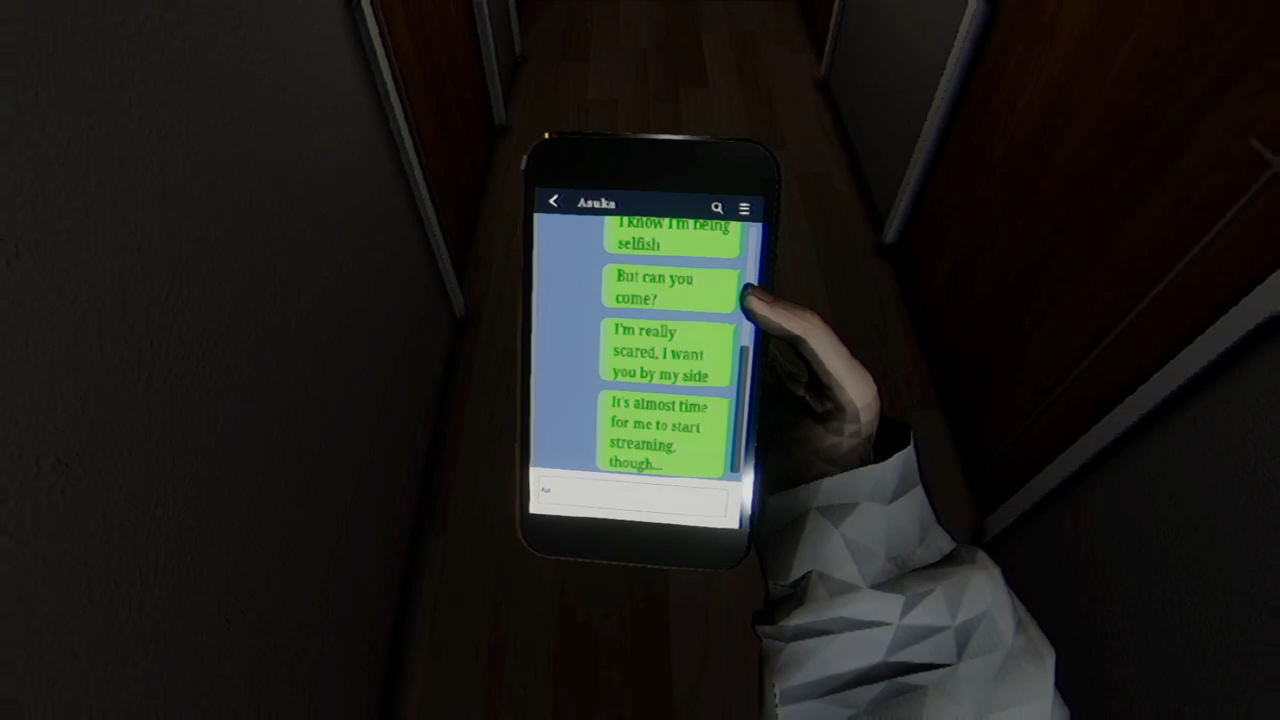 Asuka
I know I'm being
selfish
But can you
come?
I'm really
scared, I want
you by my side
It's almost time
for me to start
streaming,
though...
Aa